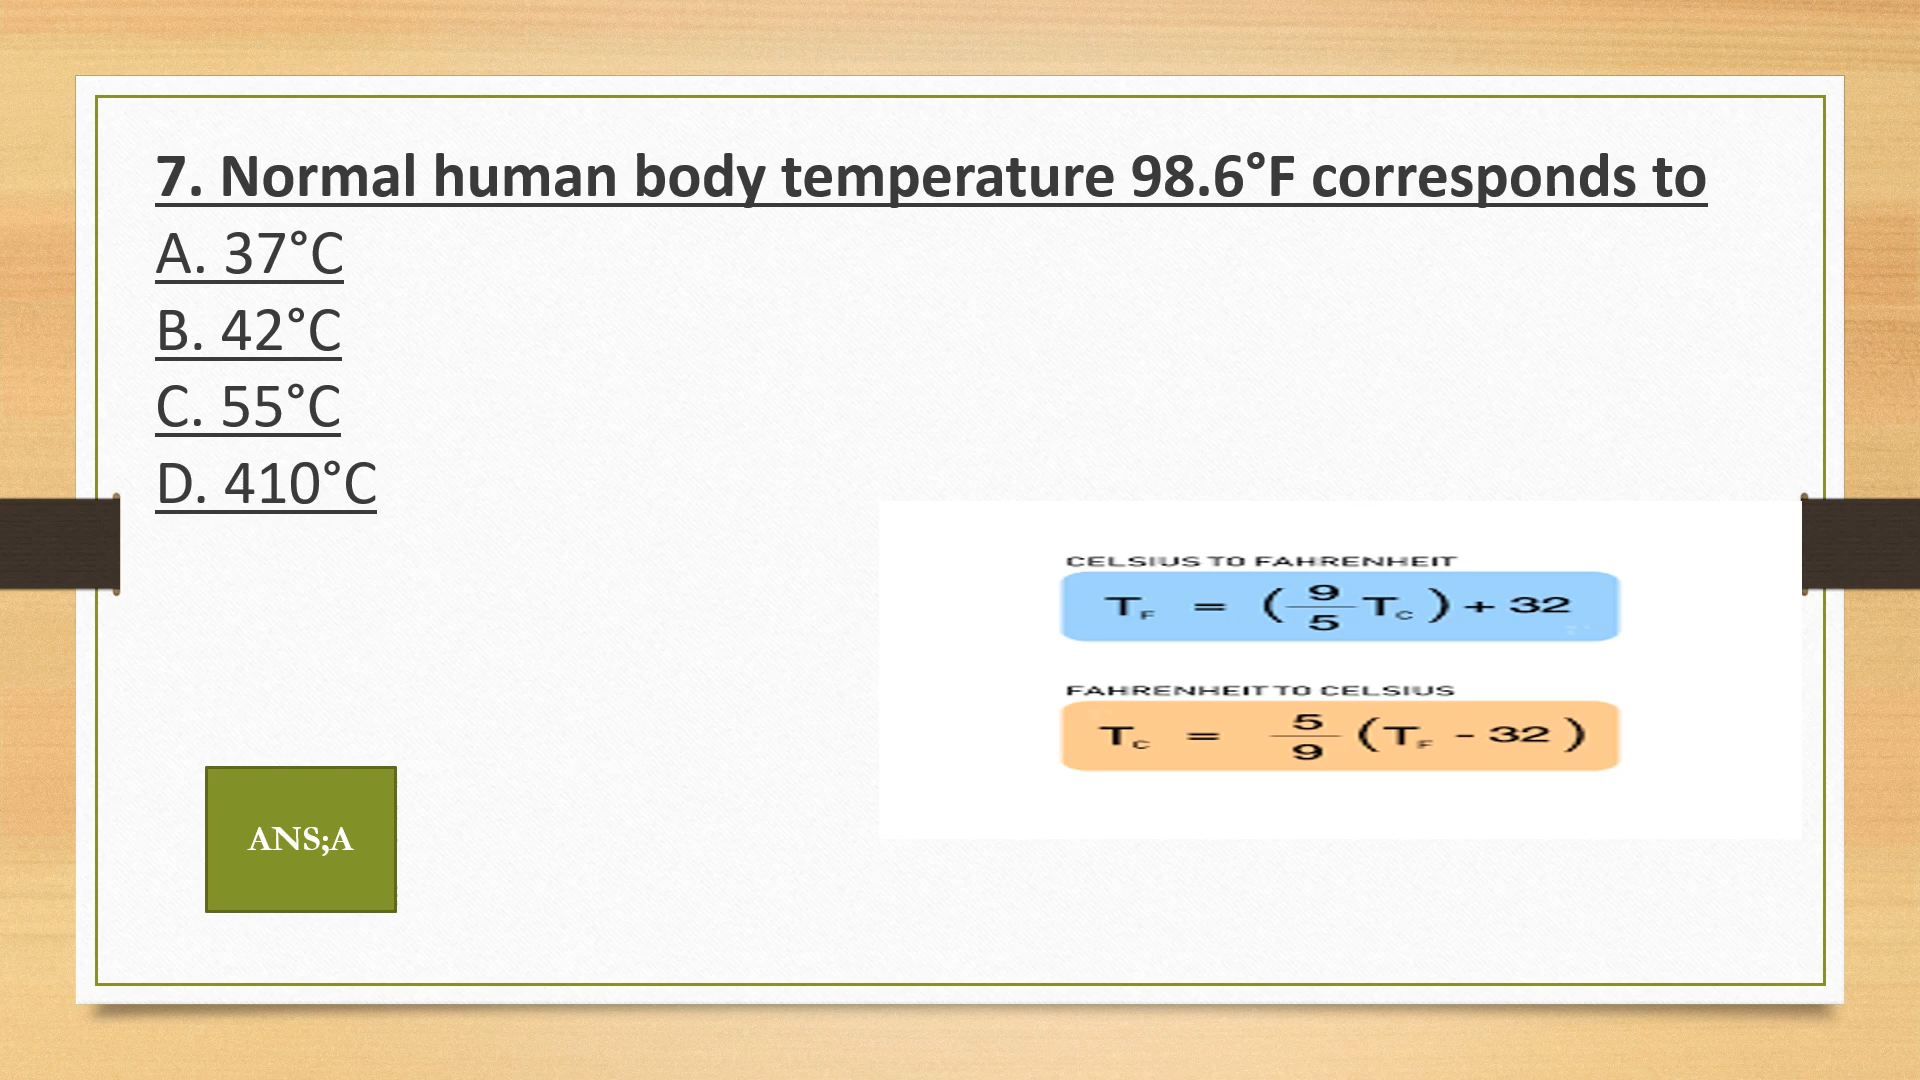 7. Normal human body temperature 98.6°F corresponds to
A. 37°C
B. 42°C
C. 55°C
D. 410°C
CELSIUS TO FAHRENHEIT
T_F = ( 9/5 T_C ) + 32
FAHRENHEIT TO CELSIUS
T_C = 5/9 ( T_F - 32 )
ANS;A